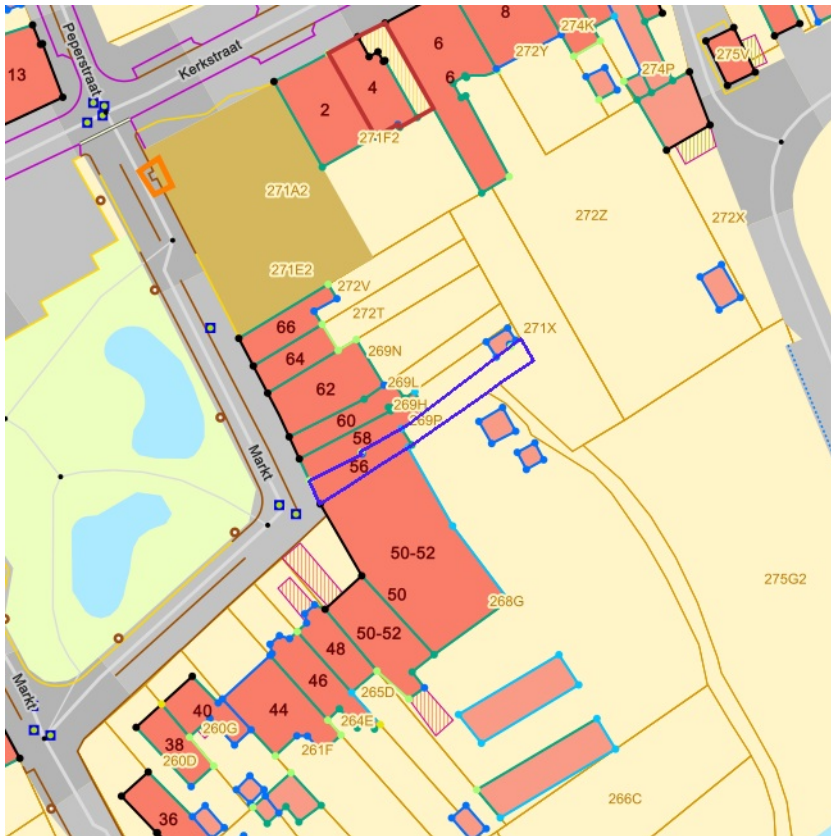 13
Peperstraat
Kerkstraat
2
4
6
6
8
272Y
274K
274P
275V
271F2
271A2
272Z
272X
271E2
272V
272T
271X
66
64
62
60
58
56
269N
269L
269H
269P
Markt
50-52
50
50-52
268G
275G2
48
46
44
265D
264E
261F
40
260G
38
260D
36
266C
Markt